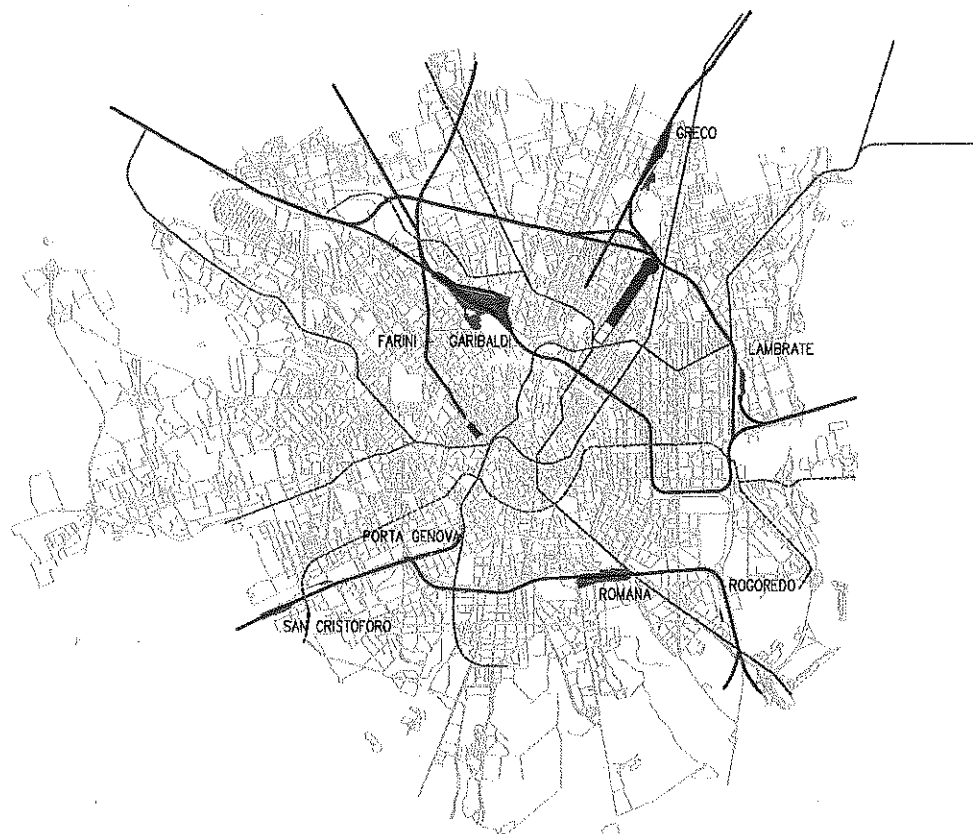 GRECO
FARINI
GARIBALDI
LAMBRATE
PORTA GENOVA
ROMANA
ROGOREDO
SAN CRISTOFORO